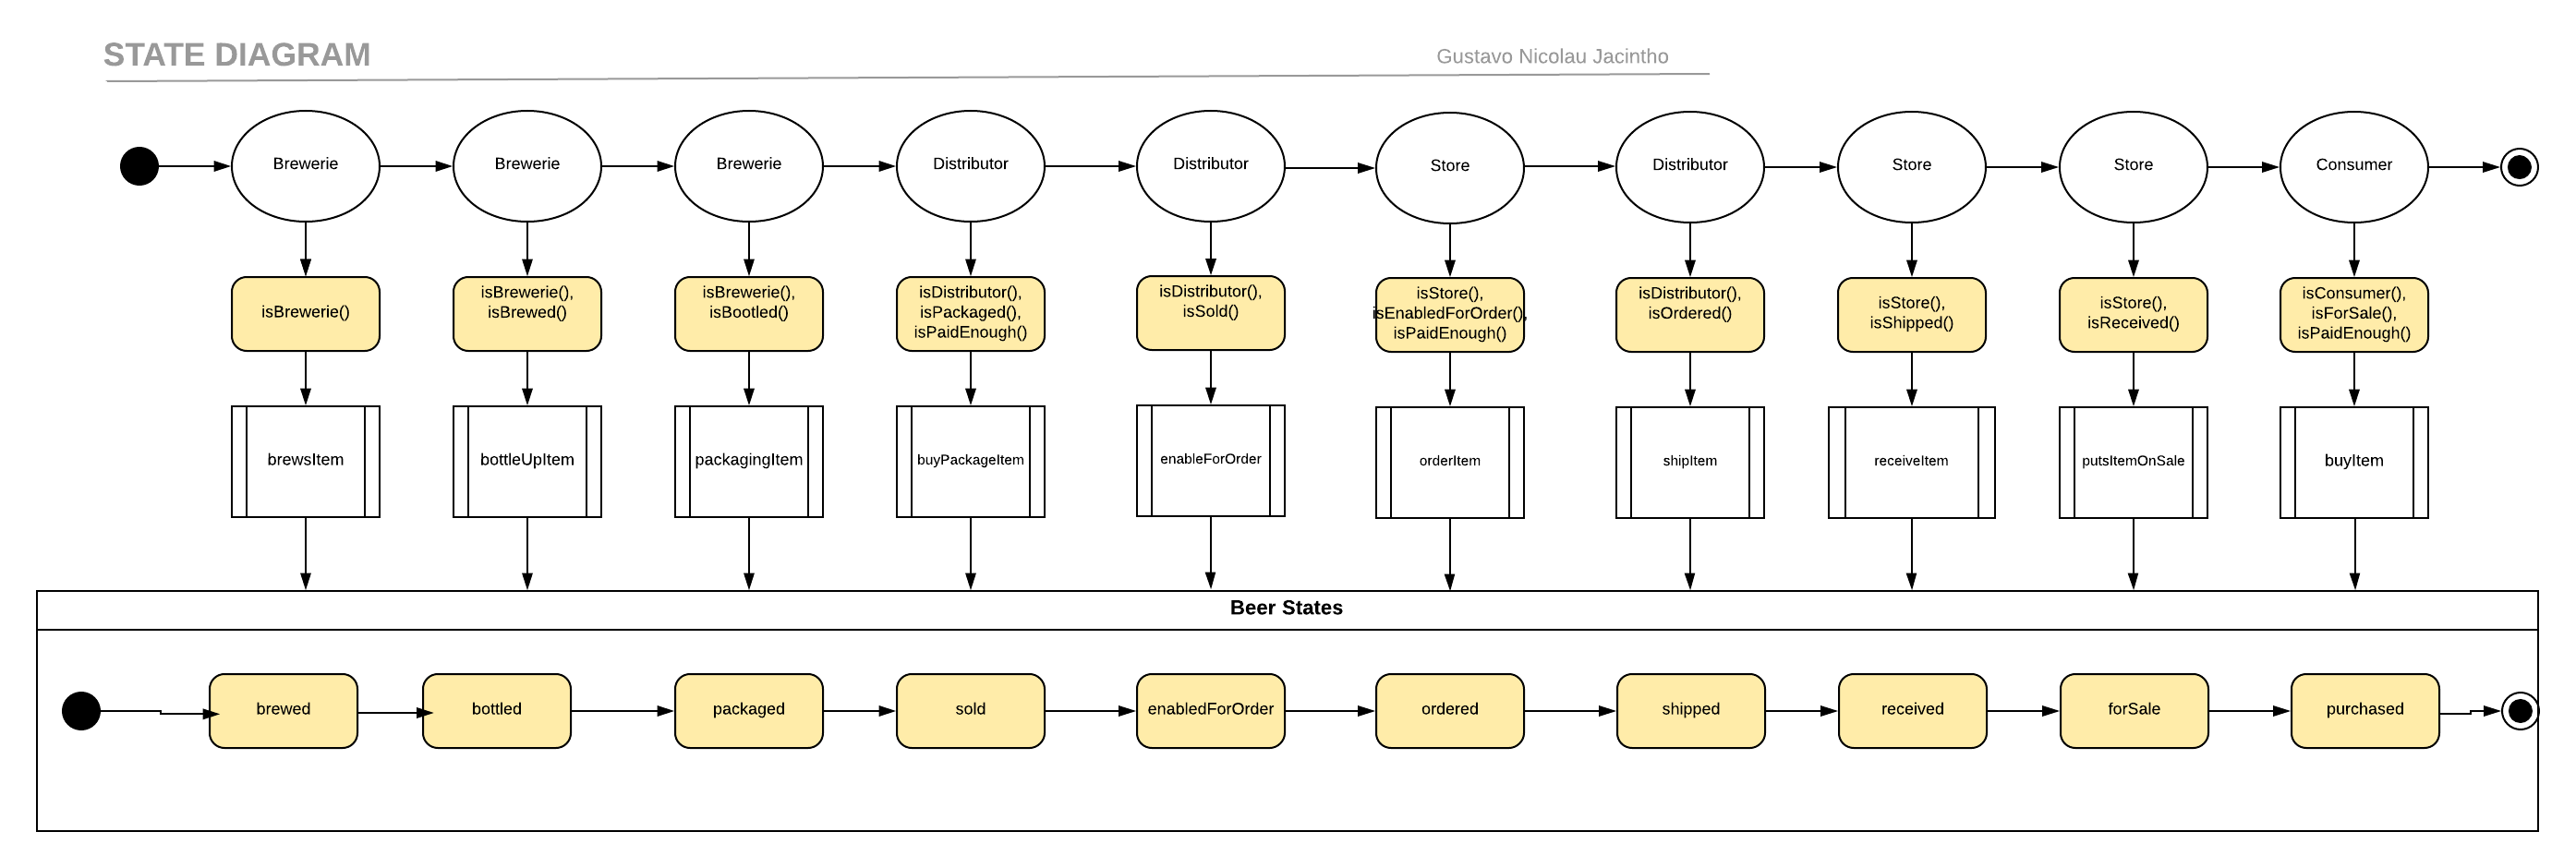 STATE DIAGRAM
Gustavo Nicolau Jacintho
Brewerie
Brewerie
Brewerie
Distributor
Distributor
Store
Distributor
Store
Store
Consumer
isBrewerie()
isBrewerie(),
isBrewed()
isBrewerie(),
isBootled()
isDistributor(),
isPackaged(),
isPaidEnough()
isDistributor(),
isSold()
isStore(),
isEnabledForOrder(),
isPaidEnough()
isDistributor(),
isOrdered()
isStore(),
isShipped()
isStore(),
isReceived()
isConsumer(),
isForSale(),
isPaidEnough()
brewsItem
bottleUpItem
packagingItem
buyPackageItem
enableForOrder
orderItem
shipItem
receiveItem
putsItemOnSale
buyItem
Beer States
brewed
bottled
packaged
sold
enabledForOrder
ordered
shipped
received
forSale
purchased